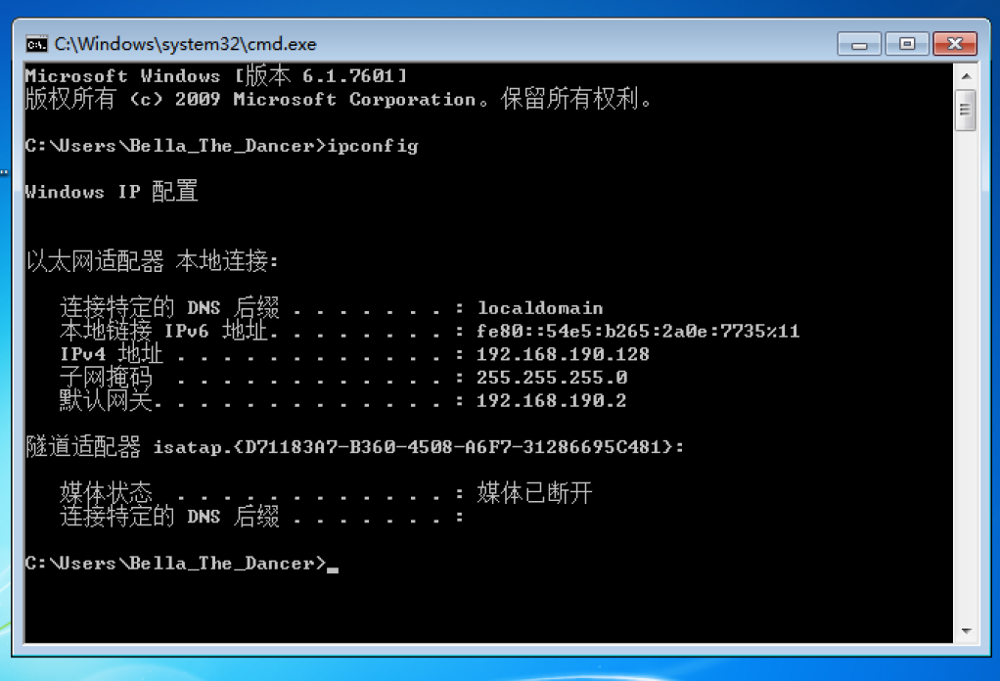 C:\Windows\system32\cmd.exe
Microsoft Windows [版本 6.1.7601]
版权所有 (c) 2009 Microsoft Corporation。保留所有权利。
C:\Users\Bella_The_Dancer>ipconfig
Windows IP 配置
以太网适配器 本地连接:
连接特定的 DNS 后缀 . . . . . . . : localdomain
本地链接 IPv6 地址. . . . . . . . : fe80::54e5:b265:2a0e:7735%11
IPv4 地址 . . . . . . . . . . . . : 192.168.190.128
子网掩码  . . . . . . . . . . . . : 255.255.255.0
默认网关. . . . . . . . . . . . . : 192.168.190.2
隧道适配器 isatap.{D71183A7-B360-4508-A6F7-31286695C481}:
媒体状态  . . . . . . . . . . . . : 媒体已断开
连接特定的 DNS 后缀 . . . . . . . :
C:\Users\Bella_The_Dancer>_